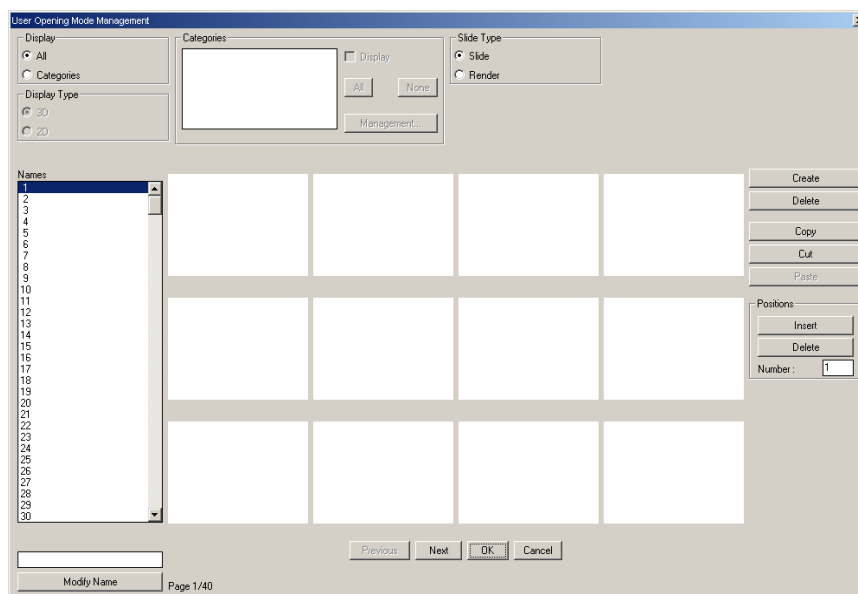 User Opening Mode Management
Display
All
Categories
Display Type
3D
2D
Categories
Display
All
None
Management...
Slide Type
Slide
Render
Names
1
2
3
4
5
6
7
8
9
10
11
12
13
14
15
16
17
18
19
20
21
22
23
24
25
26
27
28
29
30
Modify Name
Page 1/40
Previous
Next
OK
Cancel
Create
Delete
Copy
Cut
Paste
Positions
Insert
Delete
Number : 1